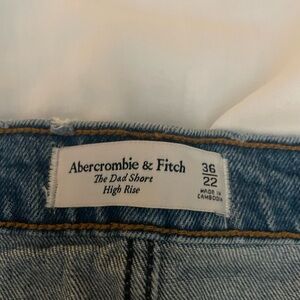 Abercrombie & Fitch
The Dad Short
High Rise
36
22
MADE IN
CAMBODIA